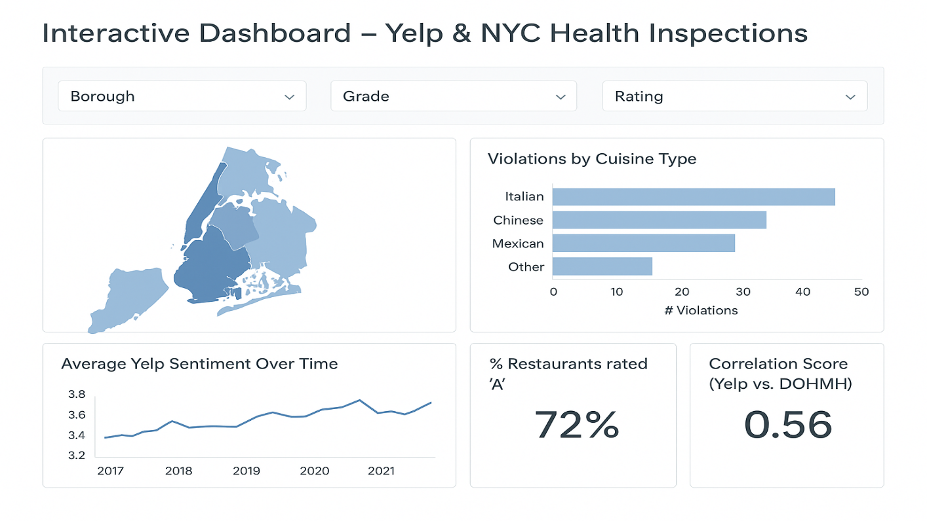 Interactive Dashboard – Yelp & NYC Health Inspections
Borough
Grade
Rating
Violations by Cuisine Type
Italian
Chinese
Mexican
Other
0 10 20 30 40 50
# Violations
Average Yelp Sentiment Over Time
3.8
3.6
3.4
3.2
2017 2018 2019 2020 2021
% Restaurants rated
'A'
72%
Correlation Score
(Yelp vs. DOHMH)
0.56